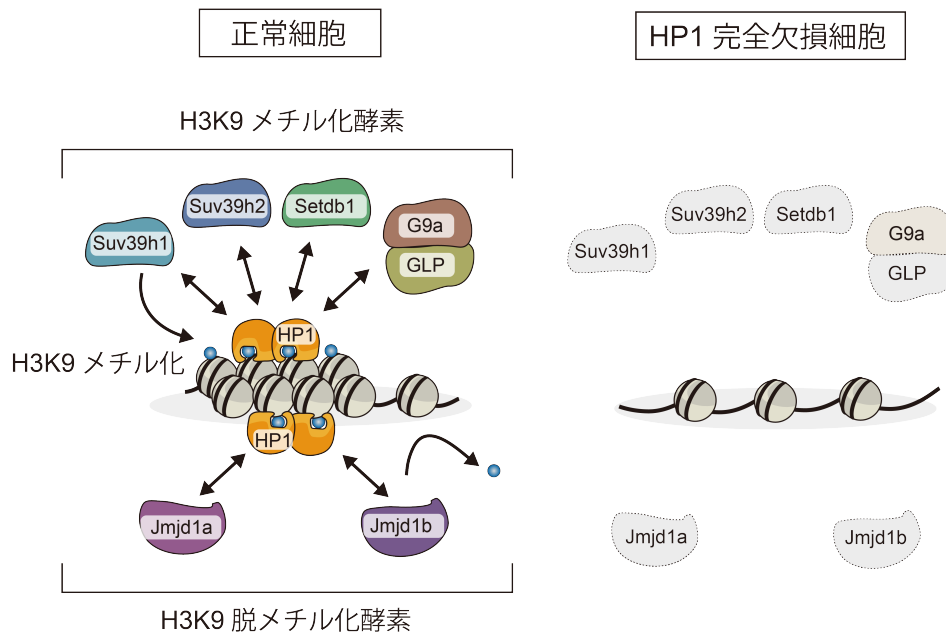 正常細胞
HP1 完全欠損細胞
H3K9 メチル化酵素
Suv39h1
Suv39h2
Setdb1
G9a
GLP
HP1
H3K9 メチル化
HP1
Jmjd1a
Jmjd1b
H3K9 脱メチル化酵素
Suv39h1
Suv39h2
Setdb1
G9a
GLP
Jmjd1a
Jmjd1b